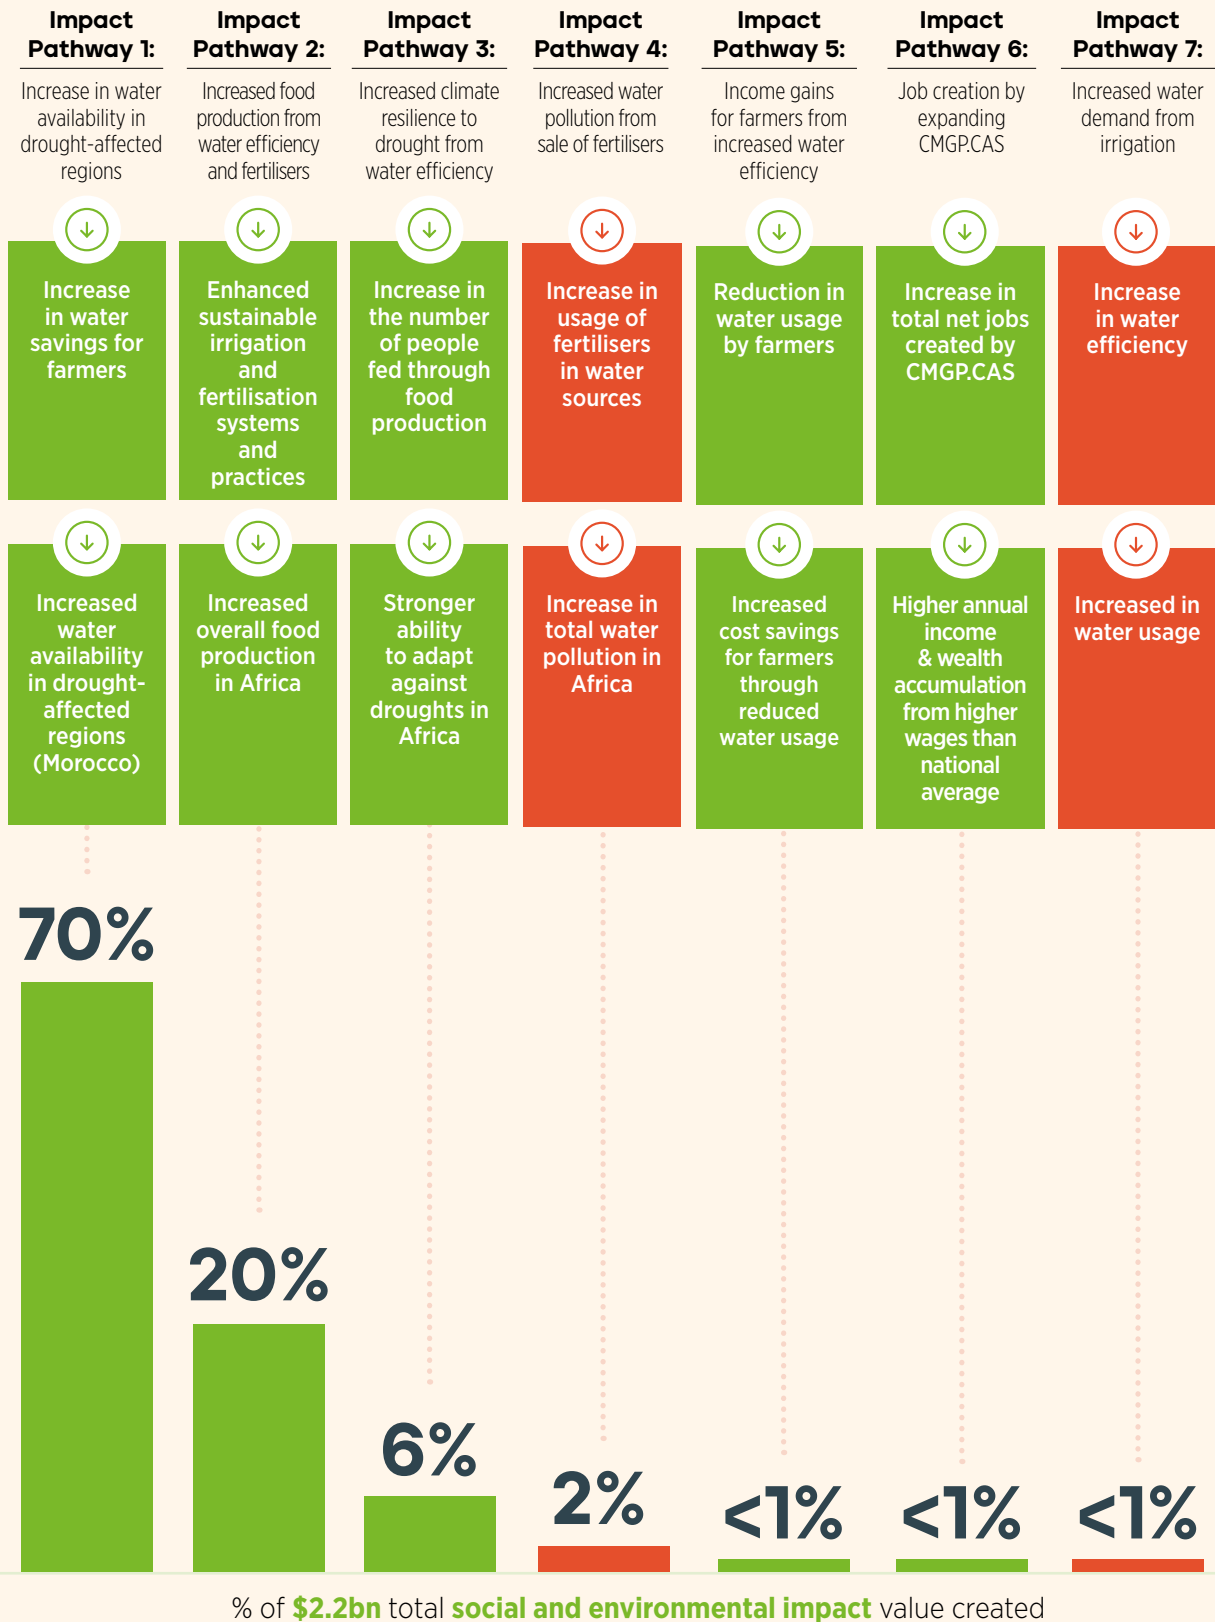 Impact
Pathway 1:
Increase in water
availability in
drought-affected
regions
Increase
in water
savings for
farmers
Increased
water
availability
in drought-
affected
regions
(Morocco)
70%
Impact
Pathway 2:
Increased food
production from
water efficiency
and fertilisers
Enhanced
sustainable
irrigation
and
fertilisation
systems
and
practices
Increased
overall food
production
in Africa
20%
Impact
Pathway 3:
Increased climate
resilience to
drought from
water efficiency
Increase in
the number
of people
fed through
food
production
Stronger
ability
to adapt
against
droughts in
Africa
6%
Impact
Pathway 4:
Increased water
pollution from
sale of fertilisers
Increase in
usage of
fertilisers
in water
sources
Increase in
total water
pollution in
Africa
2%
Impact
Pathway 5:
Income gains
for farmers from
increased water
efficiency
Reduction in
water usage
by farmers
Increased
cost savings
for farmers
through
reduced
water usage
<1%
Impact
Pathway 6:
Job creation by
expanding
CMGP.CAS
Increase in
total net jobs
created by
CMGP.CAS
Higher annual
income
& wealth
accumulation
from higher
wages than
national
average
<1%
Impact
Pathway 7:
Increased water
demand from
irrigation
Increase
in water
efficiency
Increased in
water usage
<1%
% of $2.2bn total social and environmental impact value created